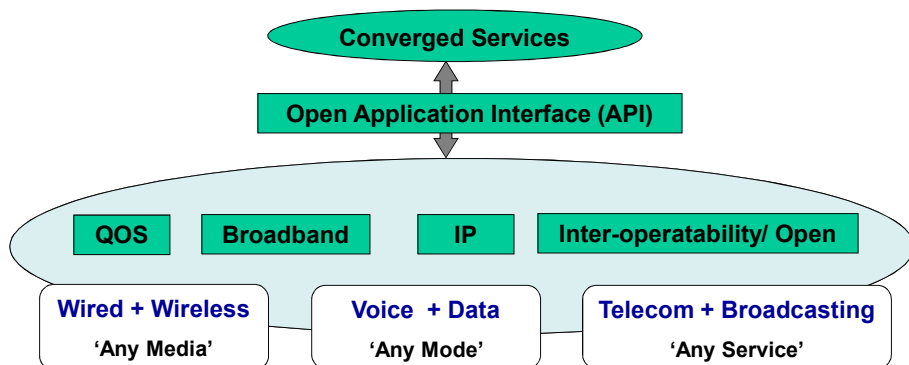 Converged Services
Open Application Interface (API)
QOS Broadband IP Inter-operatability/ Open
Wired + Wireless Voice + Data Telecom + Broadcasting
‘Any Media’ ‘Any Mode’ ‘Any Service’